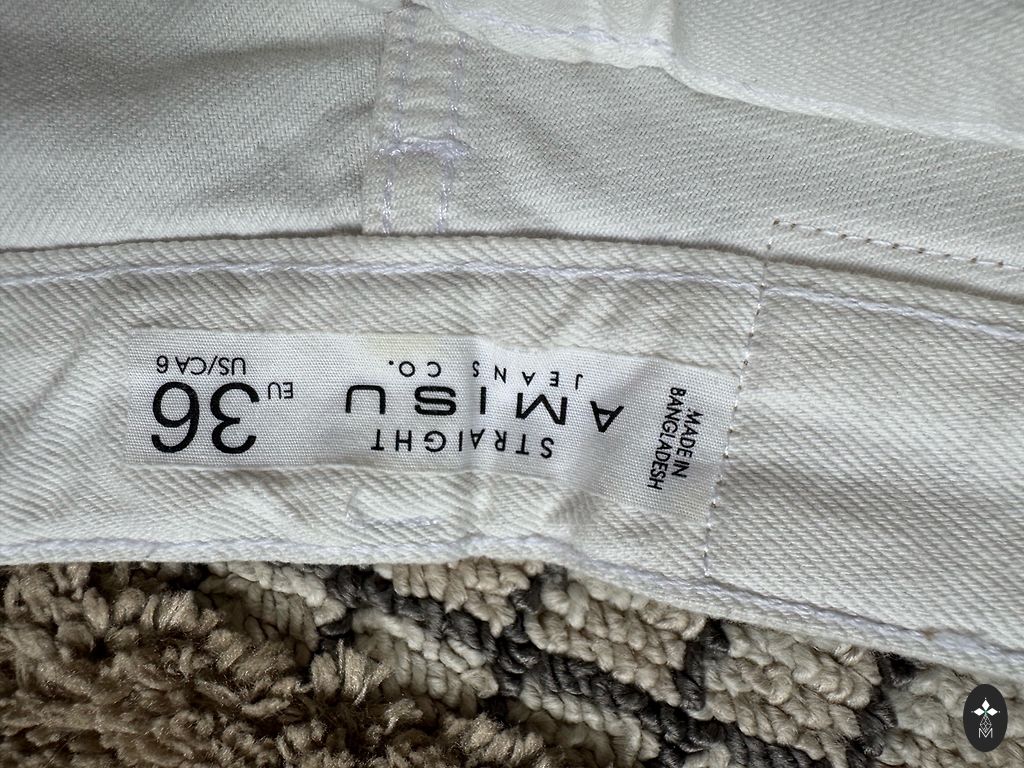 STRAIGHT
AMISU
JEANS CO.
EU 36
US/CA 6
MADE IN
BANGLADESH
M